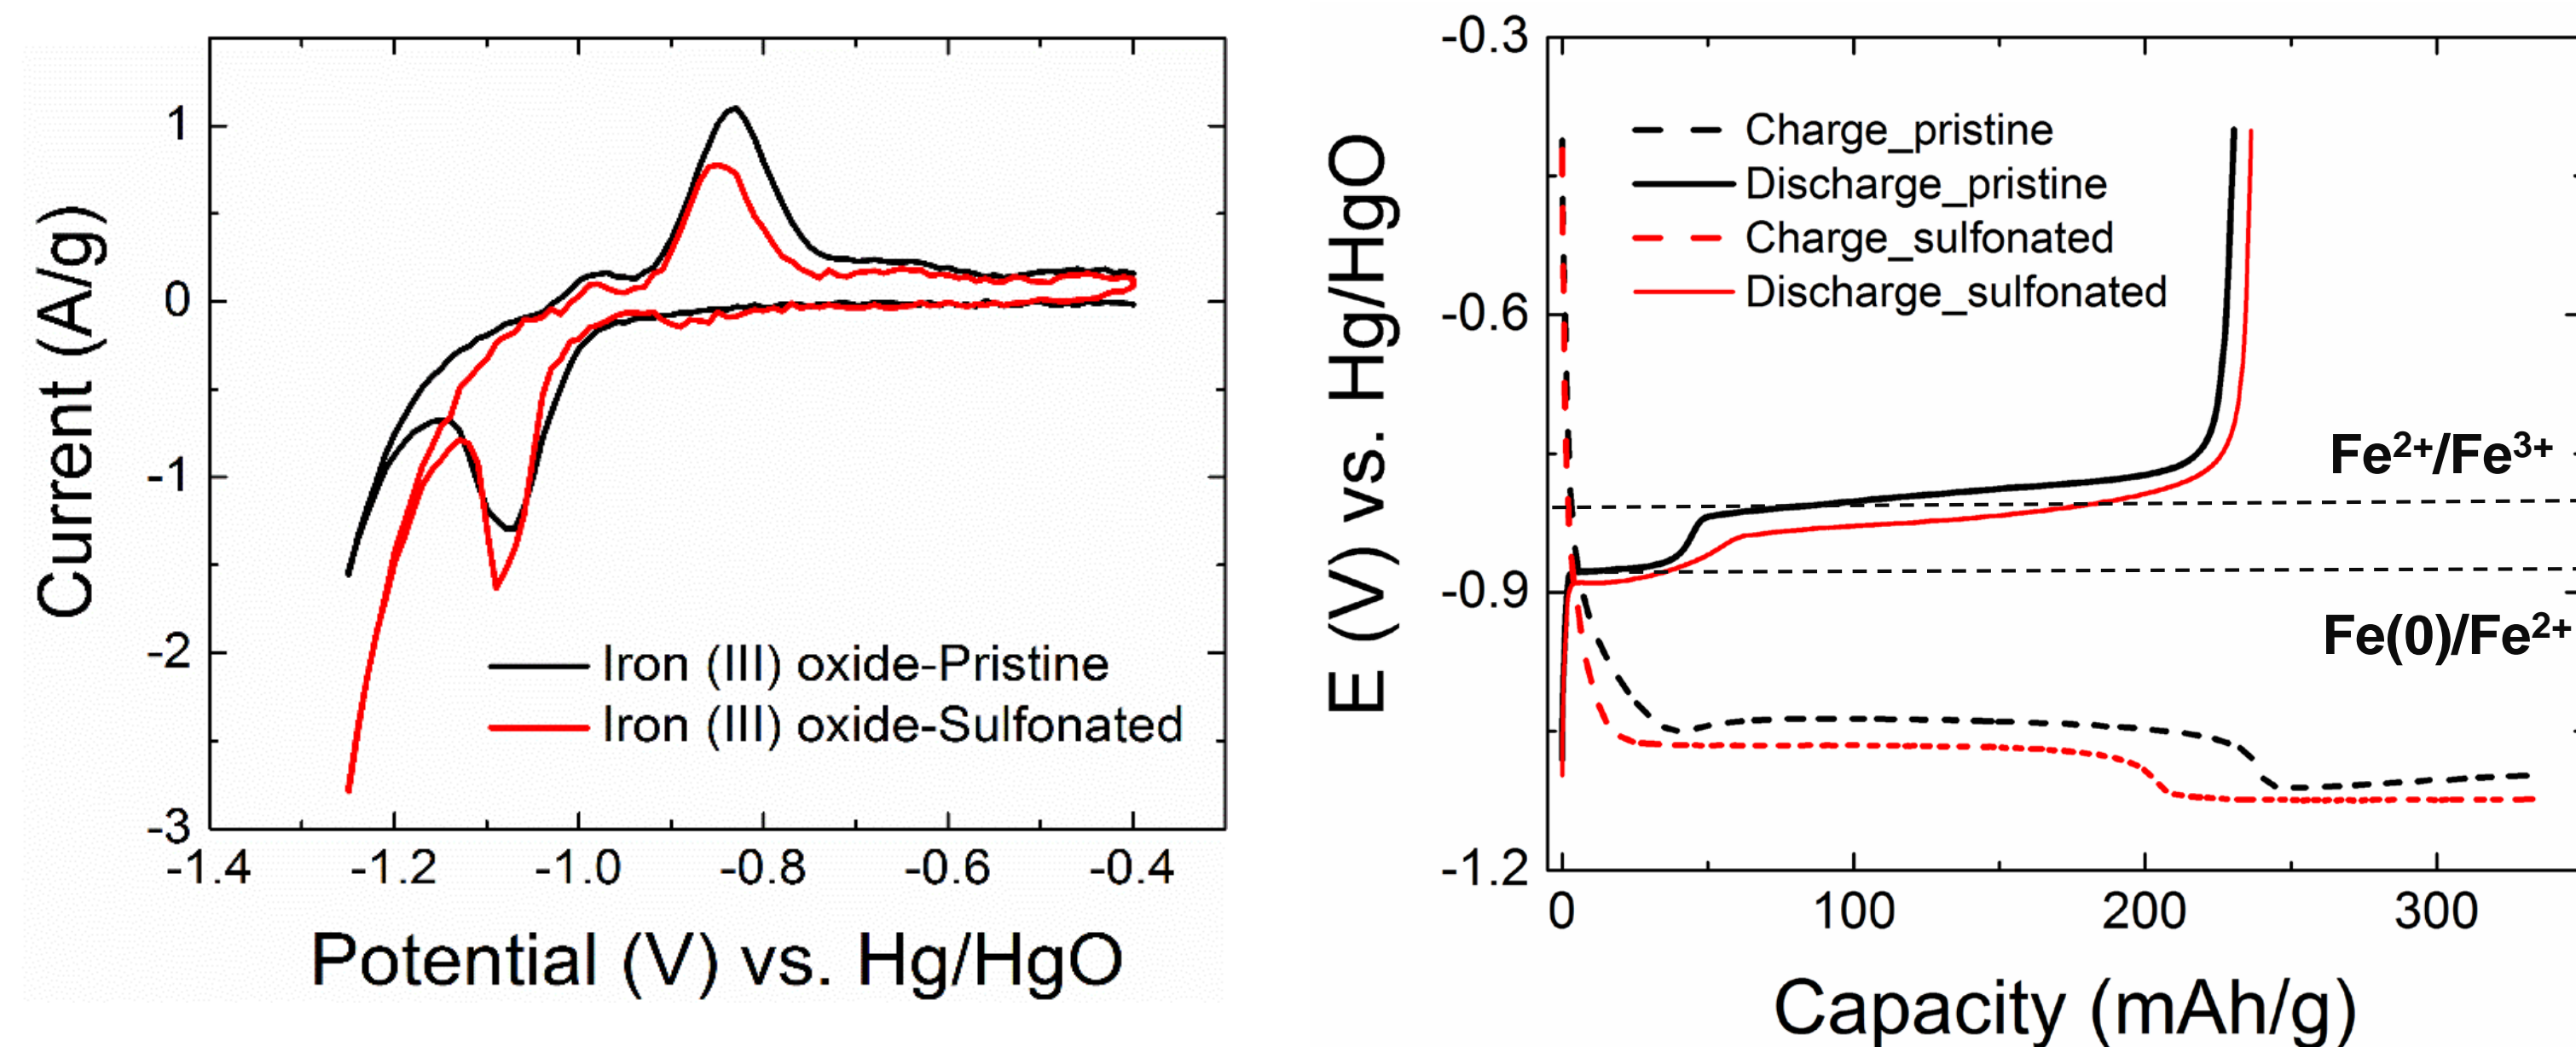 Current (A/g)
1
0
-1
-2
-3
Iron (III) oxide-Pristine
Iron (III) oxide-Sulfonated
-1.4 -1.2 -1.0 -0.8 -0.6 -0.4
Potential (V) vs. Hg/HgO
E (V) vs. Hg/HgO
-0.3
-0.6
-0.9
-1.2
Charge_pristine
Discharge_pristine
Charge_sulfonated
Discharge_sulfonated
Fe²⁺/Fe³⁺
Fe(0)/Fe²⁺
0 100 200 300
Capacity (mAh/g)